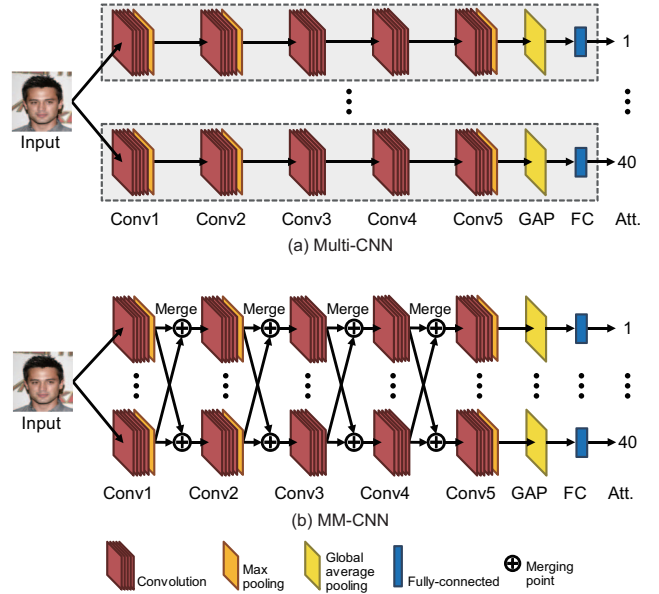 1
Input
40
Conv1 Conv2 Conv3 Conv4 Conv5 GAP FC Att.
(a) Multi-CNN
Merge Merge Merge Merge
1
Input
40
Conv1 Conv2 Conv3 Conv4 Conv5 GAP FC Att.
(b) MM-CNN
Convolution
Max
pooling
Global
average
pooling
Fully-connected
Merging
point